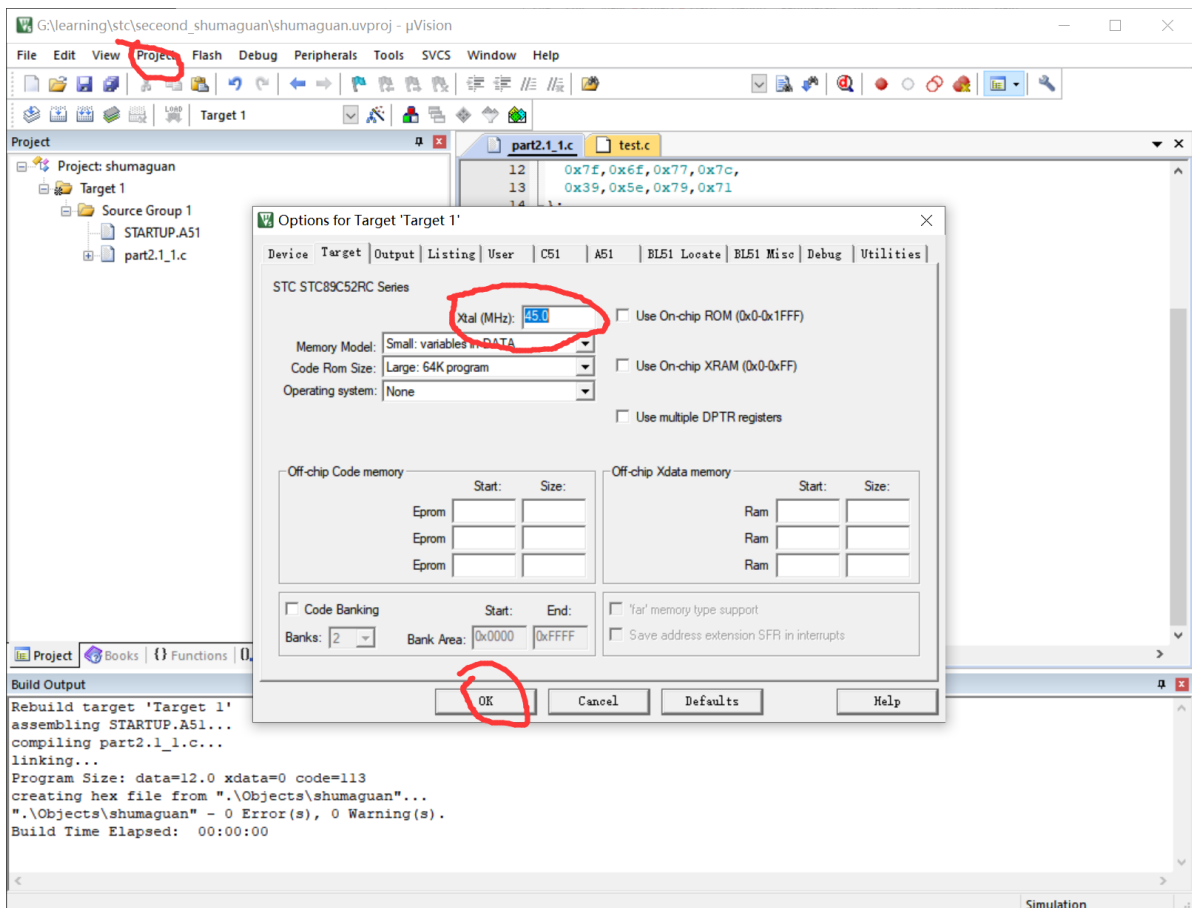 G:\learning\stc\seceond_shumaguan\shumaguan.uvproj - µVision
File Edit View Project Flash Debug Peripherals Tools SVCS Window Help
LOAD Target 1
Project
part2.1_1.c test.c
Project: shumaguan
Target 1
Source Group 1
STARTUP.A51
part2.1_1.c
12 0x7f,0x6f,0x77,0x7c,
13 0x39,0x5e,0x79,0x71
14 };
Options for Target 'Target 1'
Device Target Output Listing User C51 A51 BL51 Locate BL51 Misc Debug Utilities
STC STC89C52RC Series
Xtal (MHz): 45.0 Use On-chip ROM (0x0-0x1FFF)
Memory Model: Small: variables in DATA
Code Rom Size: Large: 64K program Use On-chip XRAM (0x0-0xFF)
Operating system: None
Use multiple DPTR registers
Off-chip Code memory Off-chip Xdata memory
Start: Size: Start: Size:
Eprom Ram
Eprom Ram
Eprom Ram
Code Banking Start: End: 'far' memory type support
Banks: 2 Bank Area: 0x0000 0xFFFF Save address extension SFR in interrupts
OK Cancel Defaults Help
Project Books {} Functions
Build Output
Rebuild target 'Target 1'
assembling STARTUP.A51...
compiling part2.1_1.c...
linking...
Program Size: data=12.0 xdata=0 code=113
creating hex file from ".\Objects\shumaguan"...
".\Objects\shumaguan" - 0 Error(s), 0 Warning(s).
Build Time Elapsed: 00:00:00
Simulation